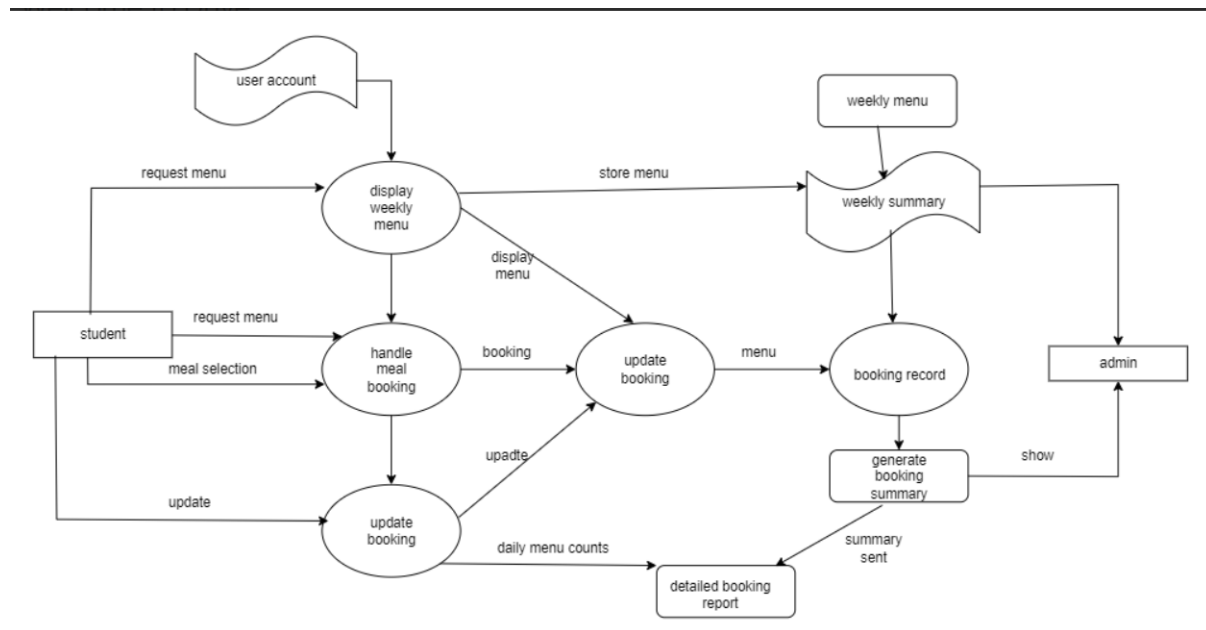 user account
weekly menu
request menu
display
weekly
menu
store menu
weekly summary
display
menu
student
request menu
meal selection
handle
meal
booking
booking
update
booking
menu
booking record
admin
upadte
generate
booking
summary
show
update
update
booking
daily menu counts
summary
sent
detailed booking
report